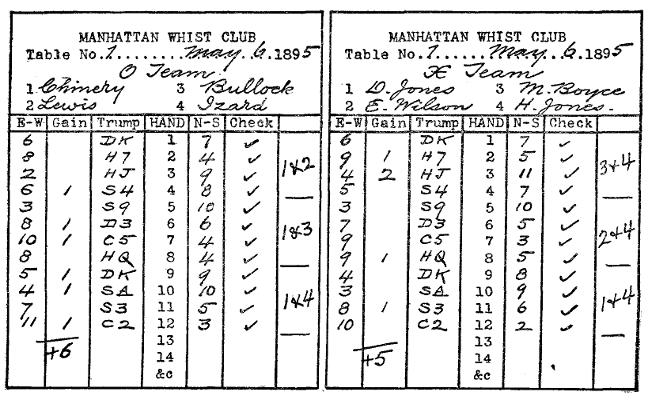 MANHATTAN WHIST CLUB
Table No. 7........May 6.1895
O Team
1 Chinery 3 Bullock
2 Lewis 4 Izard
E-W Gain Trump HAND N-S Check
6 DK 1 7 ✓
8 H7 2 4 ✓ 1&2
2 HJ 3 9 ✓
6 1 S4 4 8 ✓ —
3 S9 5 10 ✓
8 1 D3 6 6 ✓ 1&3
10 1 C5 7 4 ✓
8 HQ 8 4 ✓ —
5 1 DK 9 9 ✓
4 1 SA 10 10 ✓ 1&4
7 S3 11 5 ✓
11 1 C2 12 3 ✓ —
+6 13
14
&c
MANHATTAN WHIST CLUB
Table No. 7........May 6.1895
X Team
1 D. Jones 3 M. Boyce
2 E. Wilson 4 H. Jones.
E-W Gain Trump HAND N-S Check
6 DK 1 7 ✓
9 1 H7 2 5 ✓ 3&4
4 2 HJ 3 11 ✓
5 S4 4 7 ✓ —
3 S9 5 10 ✓
7 D3 6 5 ✓ 2&4
9 C5 7 3 ✓
9 1 HQ 8 5 ✓ —
4 DK 9 8 ✓
3 SA 10 9 ✓ 1&4
8 1 S3 11 6 ✓
10 C2 12 2 ✓ —
+5 13
14
&c